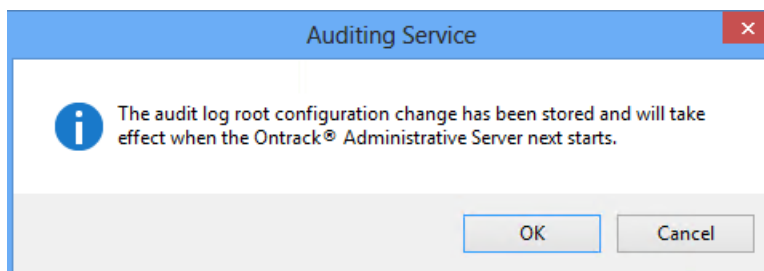 Auditing Service
The audit log root configuration change has been stored and will take
effect when the Ontrack® Administrative Server next starts.
OK
Cancel